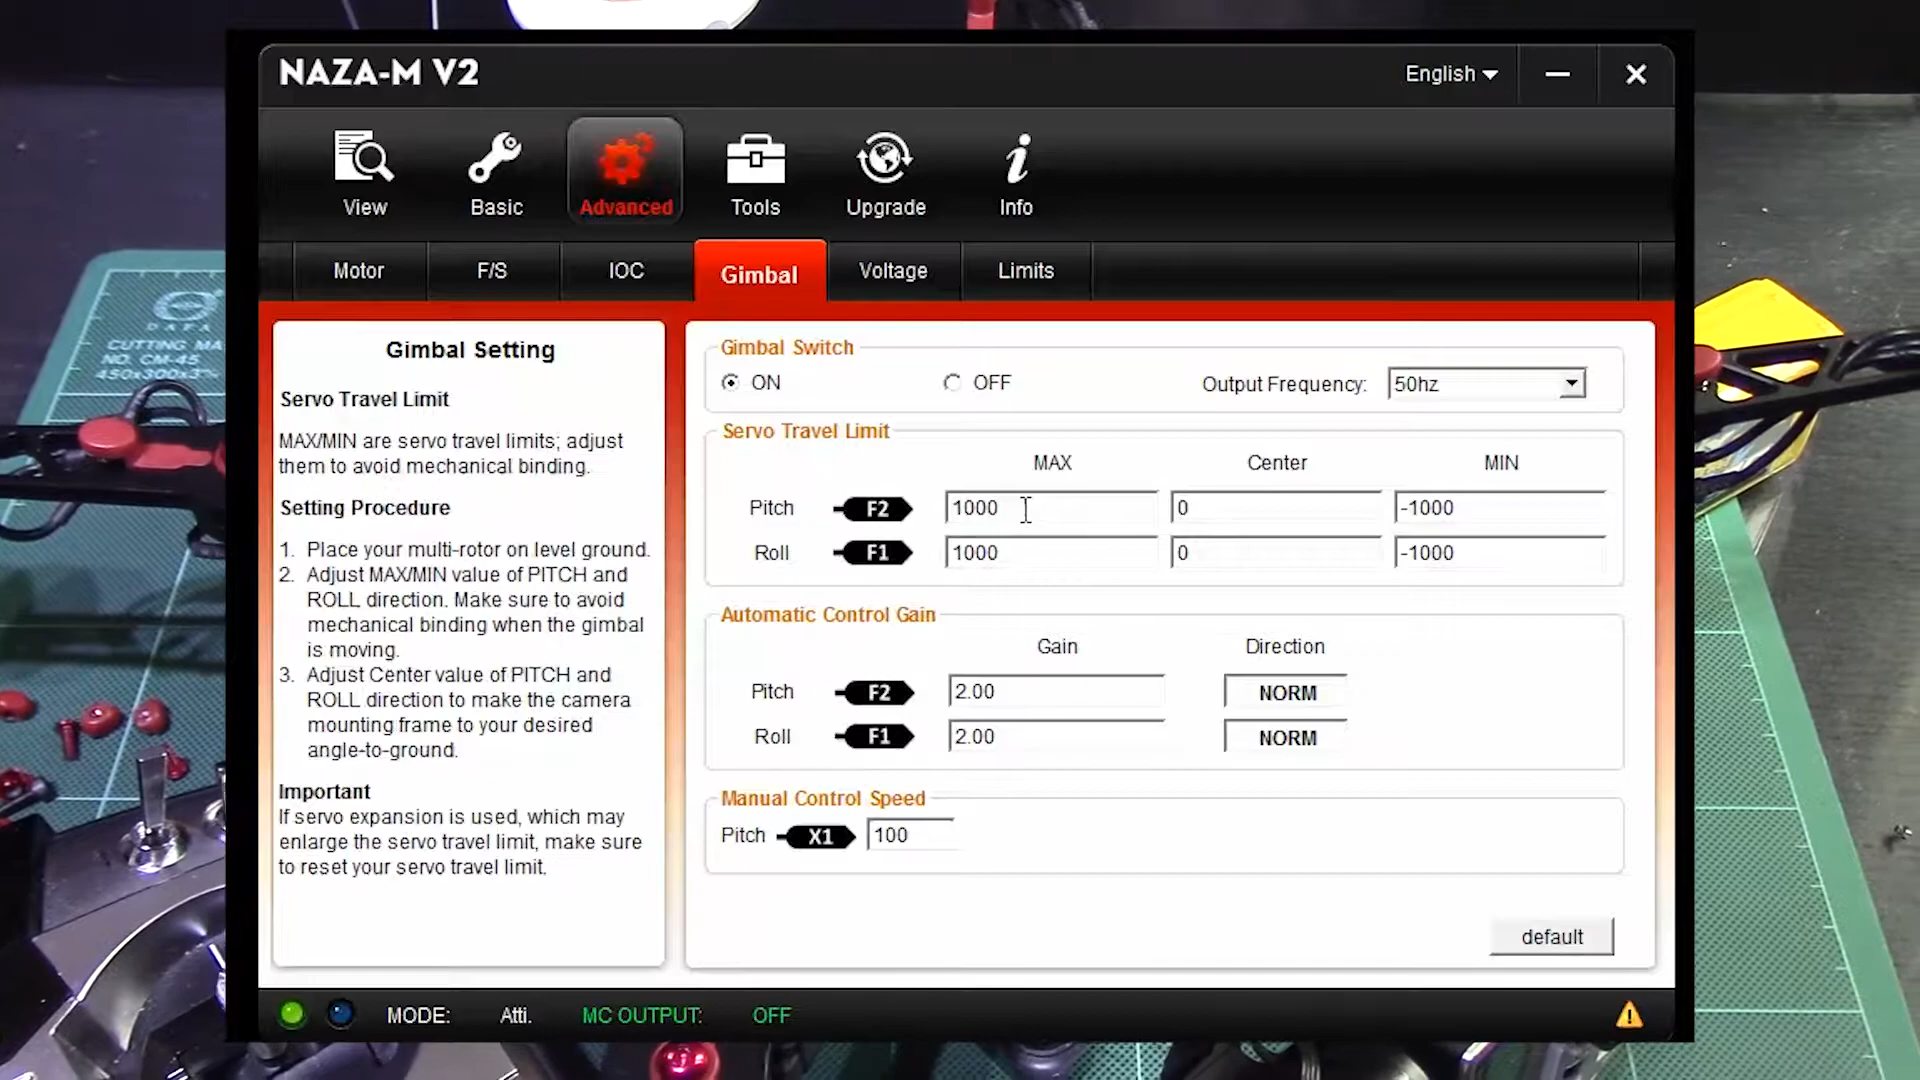 NAZA-M V2
English
View
Basic
Advanced
Tools
Upgrade
Info
Motor
F/S
IOC
Gimbal
Voltage
Limits
Gimbal Setting
Servo Travel Limit
MAX/MIN are servo travel limits; adjust
them to avoid mechanical binding.
Setting Procedure
1. Place your multi-rotor on level ground.
2. Adjust MAX/MIN value of PITCH and
ROLL direction. Make sure to avoid
mechanical binding when the gimbal
is moving.
3. Adjust Center value of PITCH and
ROLL direction to make the camera
mounting frame to your desired
angle-to-ground.
Important
If servo expansion is used, which may
enlarge the servo travel limit, make sure
to reset your servo travel limit.
Gimbal Switch
ON
OFF
Output Frequency: 50hz
Servo Travel Limit
MAX Center MIN
Pitch F2 1000 0 -1000
Roll F1 1000 0 -1000
Automatic Control Gain
Gain Direction
Pitch F2 2.00 NORM
Roll F1 2.00 NORM
Manual Control Speed
Pitch X1 100
default
MODE: Atti. MC OUTPUT: OFF
DAFA
CUTTING MA
NO. CM-45
450x300x3%